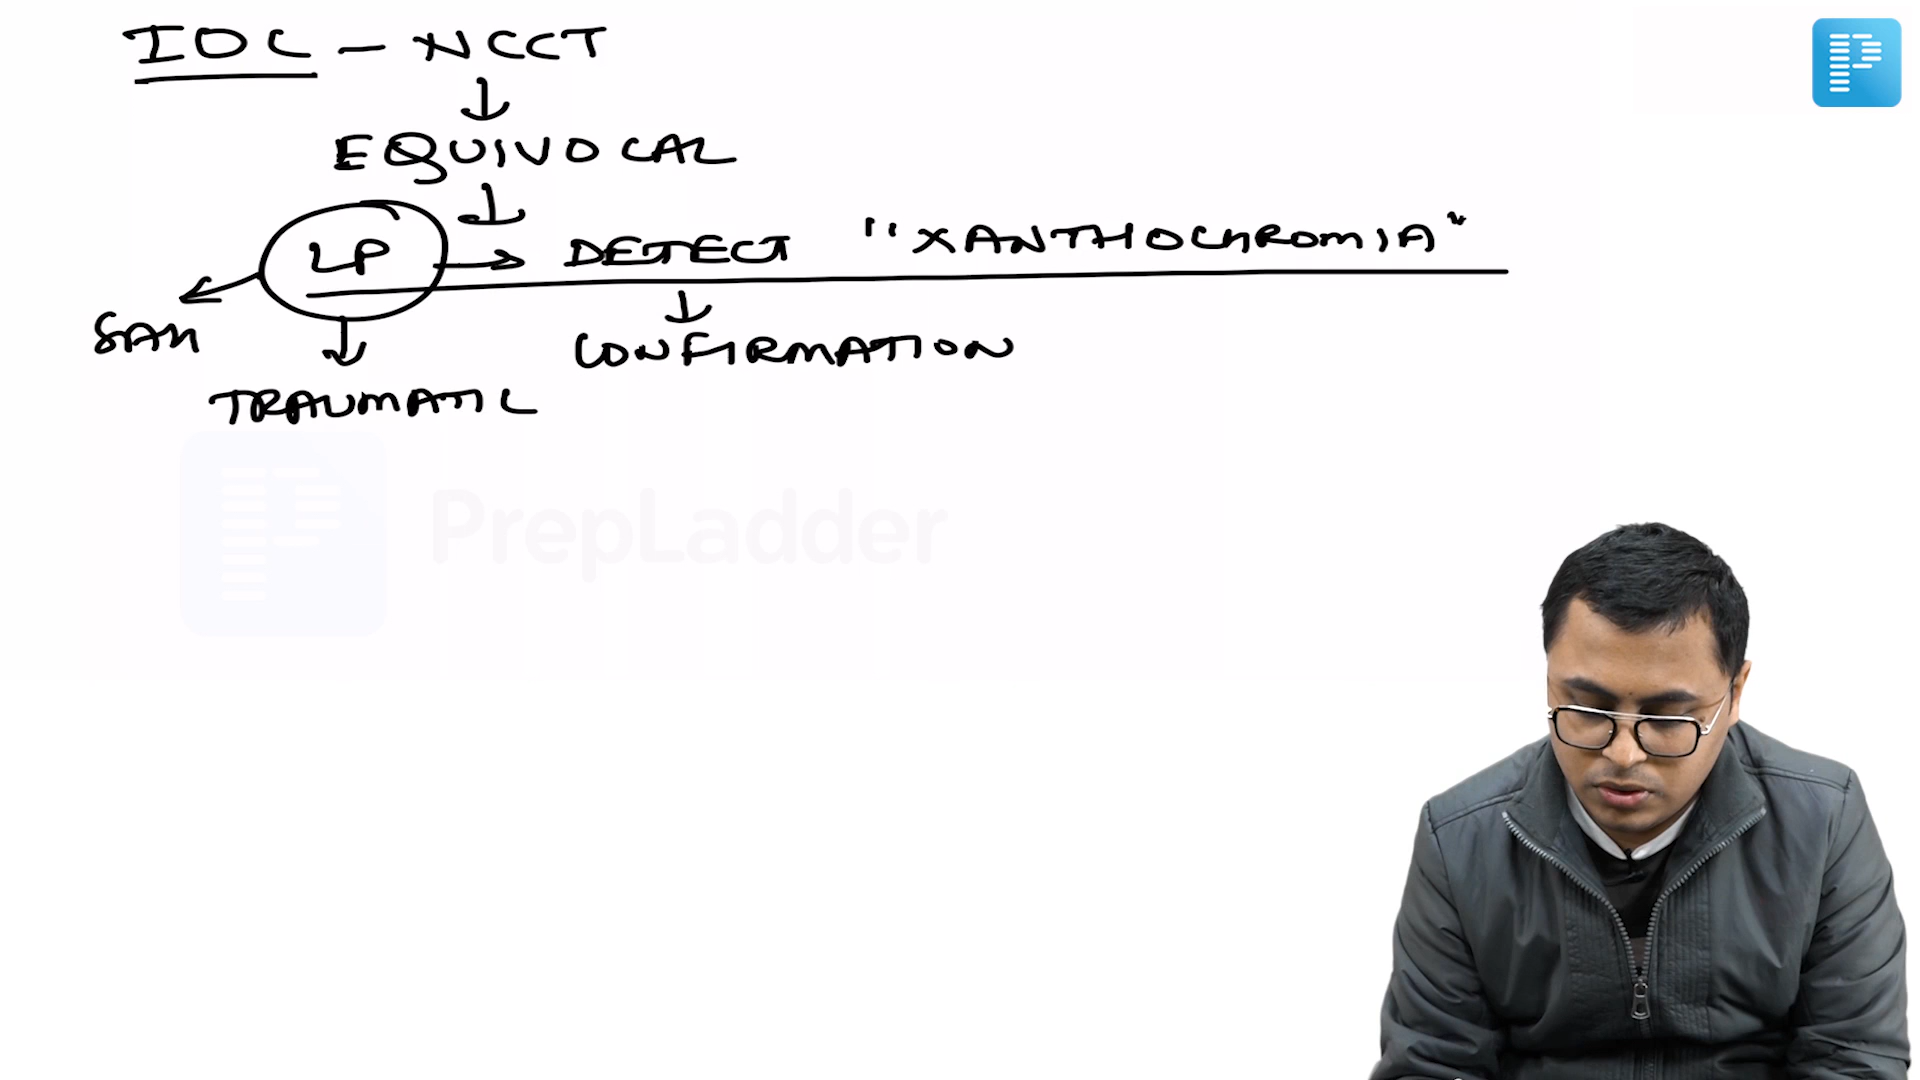 IOC - NCCT
EQUIVOCAL
LP → DETECT "XANTHOCHROMIA"
SAH
CONFIRMATION
TRAUMATIC
PrepLadder